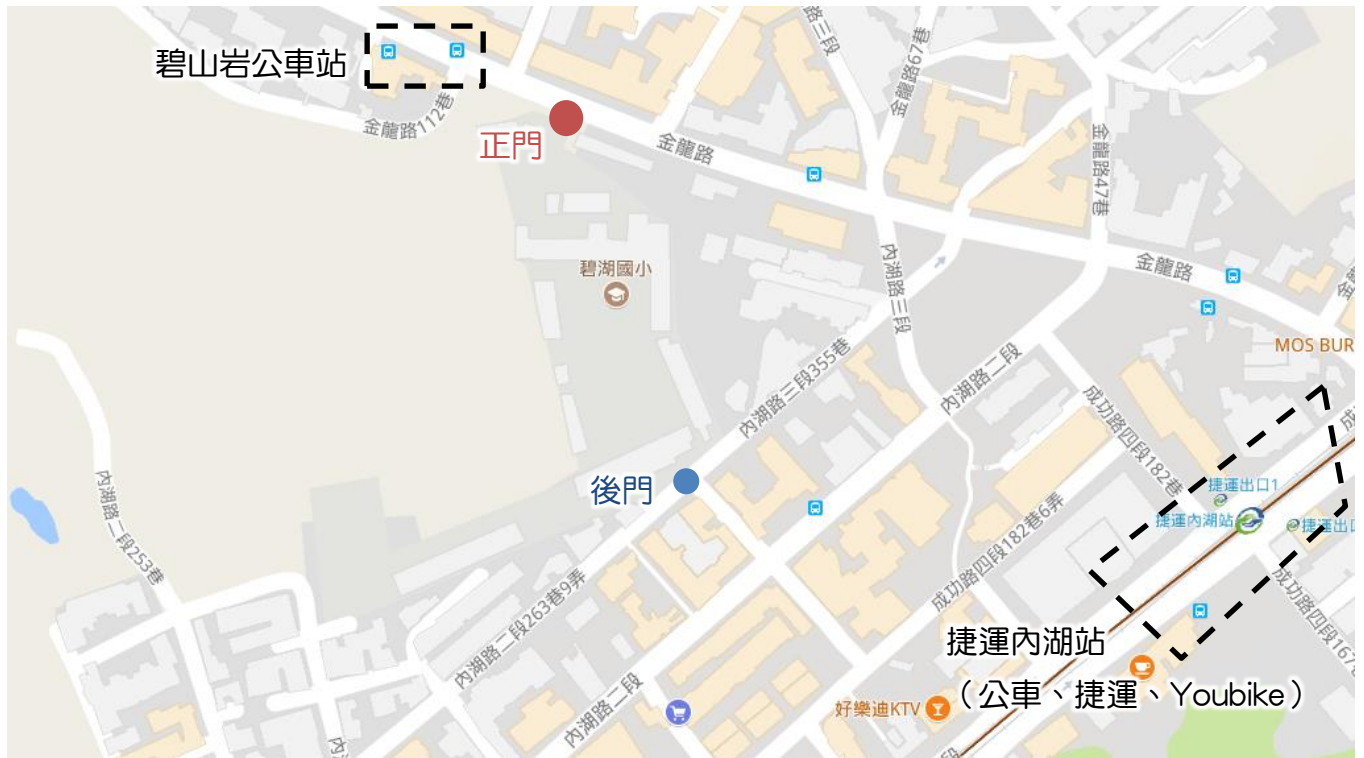 碧山岩公車站
正門
金龍路112巷
金龍路
路三段
金龍路67巷
金龍路47巷
碧湖國小
內湖路三段
金龍路
MOS BUR
內湖路三段355巷
內湖路二段
成功路四段182巷
後門
捷運出口1
捷運內湖站
捷運出口
內湖路二段253巷
內湖路二段263巷9弄
成功路四段182巷6弄
成功路四段167
內湖路二段
捷運內湖站
(公車、捷運、Youbike)
好樂迪KTV